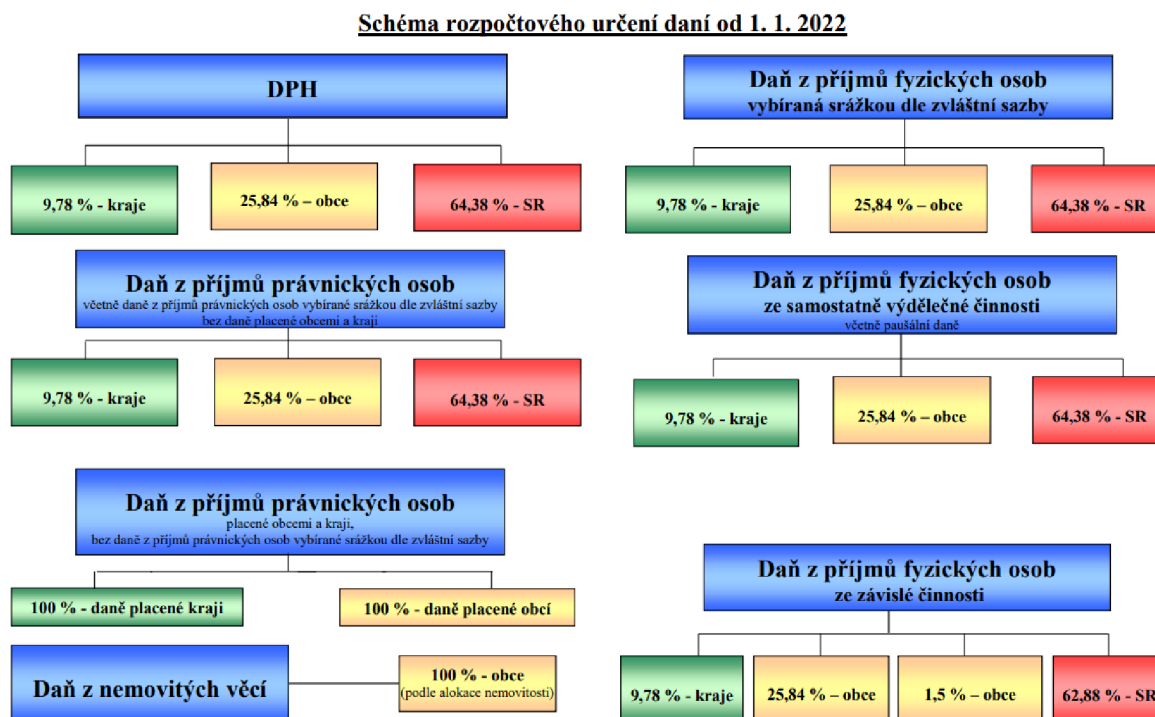 Schéma rozpočtového určení daní od 1. 1. 2022
DPH
9,78 % - kraje
25,84 % – obce
64,38 % - SR
Daň z příjmů fyzických osob
vybíraná srážkou dle zvláštní sazby
9,78 % - kraje
25,84 % – obce
64,38 % - SR
Daň z příjmů právnických osob
včetně daně z příjmů právnických osob vybírané srážkou dle zvláštní sazby
bez daně placené obcemi a kraji
9,78 % - kraje
25,84 % – obce
64,38 % - SR
Daň z příjmů fyzických osob
ze samostatně výdělečné činnosti
včetně paušální daně
9,78 % - kraje
25,84 % – obce
64,38 % - SR
Daň z příjmů právnických osob
placené obcemi a kraji,
bez daně z příjmů právnických osob vybírané srážkou dle zvláštní sazby
100 % - daně placené kraji
100 % - daně placené obcí
Daň z nemovitých věcí
100 % - obce
(podle alokace nemovitosti)
Daň z příjmů fyzických osob
ze závislé činnosti
9,78 % - kraje
25,84 % – obce
1,5 % – obce
62,88 % - SR